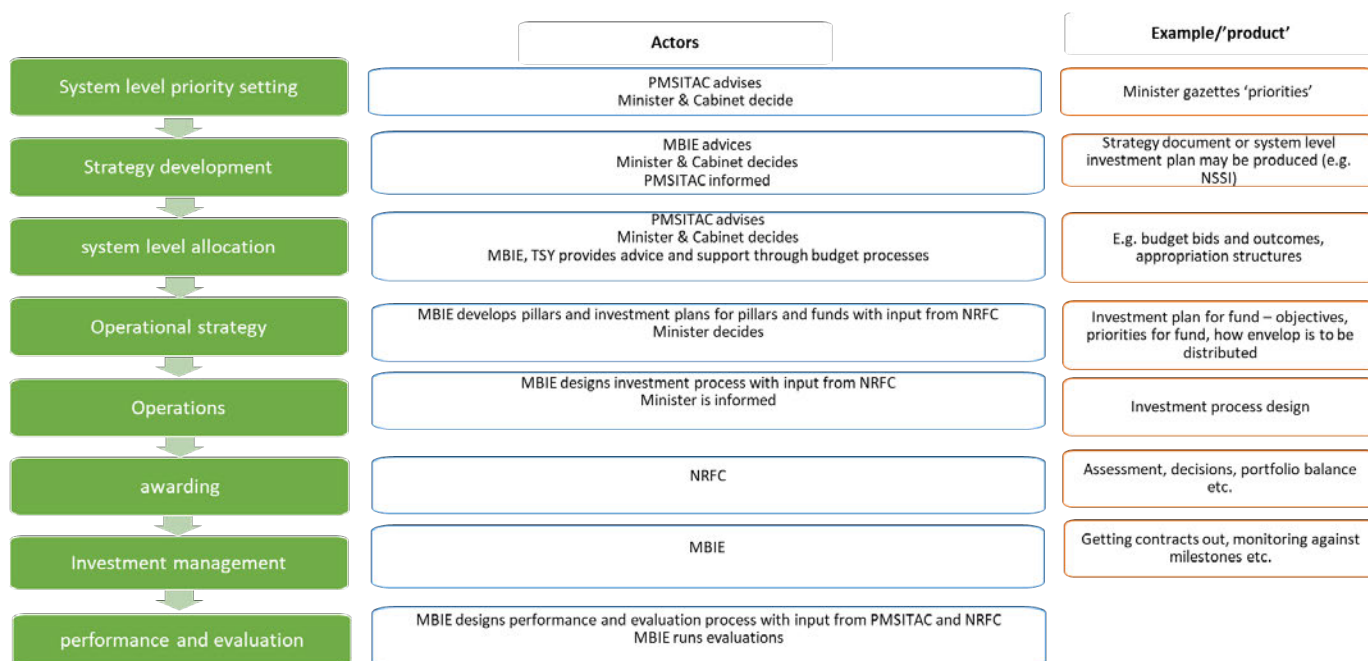 Actors
Example/'product'
System level priority setting
PMSITAC advises
Minister & Cabinet decide
Minister gazettes 'priorities'
Strategy development
MBIE advices
Minister & Cabinet decides
PMSITAC informed
Strategy document or system level
investment plan may be produced (e.g.
NSSI)
system level allocation
PMSITAC advises
Minister & Cabinet decides
MBIE, TSY provides advice and support through budget processes
E.g. budget bids and outcomes,
appropriation structures
Operational strategy
MBIE develops pillars and investment plans for pillars and funds with input from NRFC
Minister decides
Investment plan for fund – objectives,
priorities for fund, how envelop is to be
distributed
Operations
MBIE designs investment process with input from NRFC
Minister is informed
Investment process design
awarding
NRFC
Assessment, decisions, portfolio balance
etc.
Investment management
MBIE
Getting contracts out, monitoring against
milestones etc.
performance and evaluation
MBIE designs performance and evaluation process with input from PMSITAC and NRFC
MBIE runs evaluations